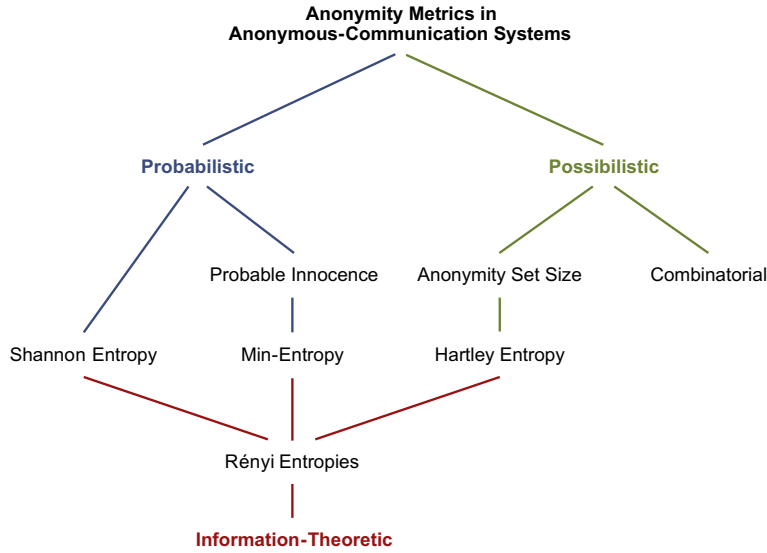 Anonymity Metrics in
Anonymous-Communication Systems
Probabilistic
Possibilistic
Probable Innocence
Anonymity Set Size
Combinatorial
Shannon Entropy
Min-Entropy
Hartley Entropy
Rényi Entropies
Information-Theoretic